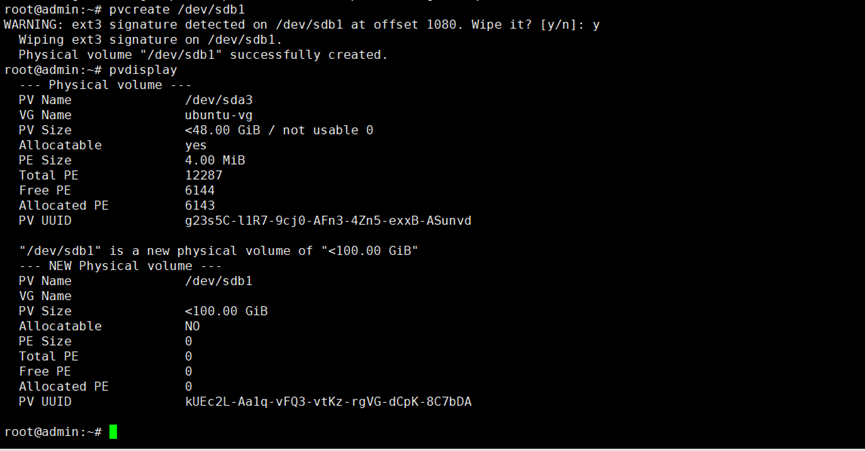 root@admin:~# pvcreate /dev/sdb1
WARNING: ext3 signature detected on /dev/sdb1 at offset 1080. Wipe it? [y/n]: y
  Wiping ext3 signature on /dev/sdb1.
  Physical volume "/dev/sdb1" successfully created.
root@admin:~# pvdisplay
  --- Physical volume ---
  PV Name               /dev/sda3
  VG Name               ubuntu-vg
  PV Size               <48.00 GiB / not usable 0
  Allocatable           yes
  PE Size               4.00 MiB
  Total PE              12287
  Free PE               6144
  Allocated PE          6143
  PV UUID               g23s5C-l1R7-9cj0-AFn3-4Zn5-exxB-ASunvd

  "/dev/sdb1" is a new physical volume of "<100.00 GiB"
  --- NEW Physical volume ---
  PV Name               /dev/sdb1
  VG Name
  PV Size               <100.00 GiB
  Allocatable           NO
  PE Size               0
  Total PE              0
  Free PE               0
  Allocated PE          0
  PV UUID               kUEc2L-Aa1q-vFQ3-vtKz-rgVG-dCpK-8C7bDA

root@admin:~#